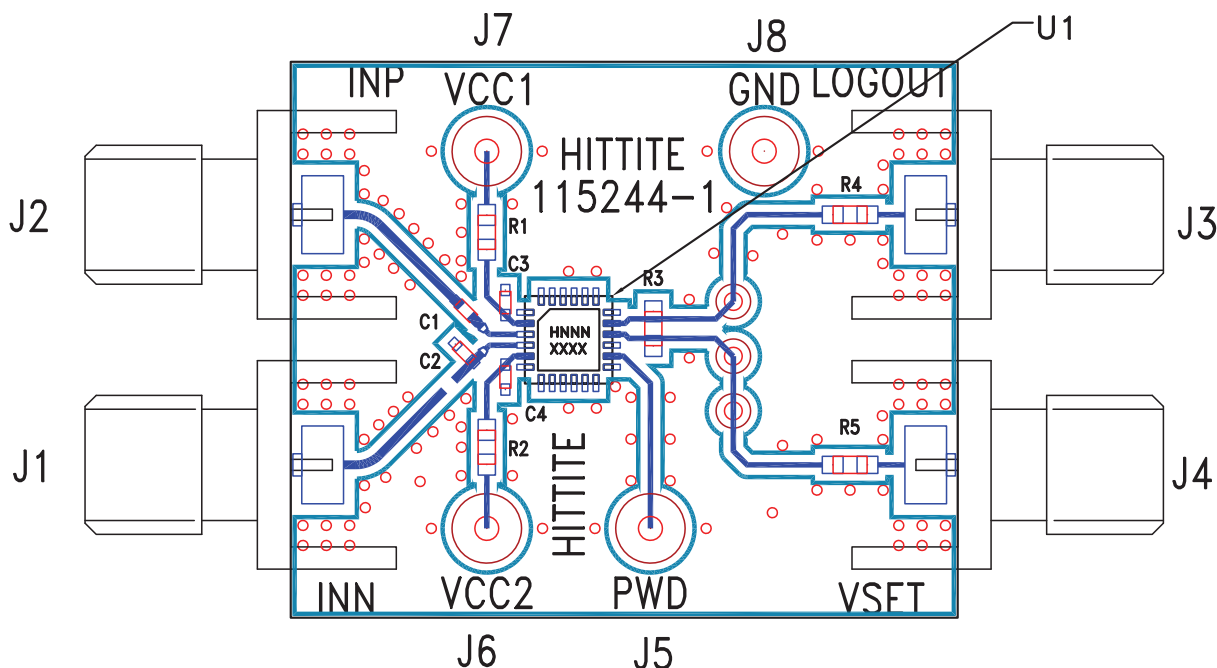 J7
J8
U1
INP
VCC1
GND
LOGOUT
HITTITE
115244-1
R4
J2
R1
J3
C3
R3
C1
HNNN
XXXX
C2
C4
R2
R5
HITTITE
J1
J4
INN
VCC2
PWD
VSET
J6
J5